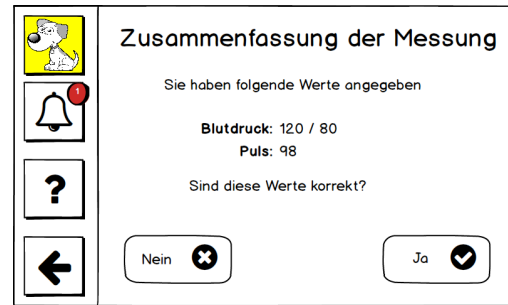 Zusammenfassung der Messung
Sie haben folgende Werte angegeben
Blutdruck: 120 / 80
Puls: 98
Sind diese Werte korrekt?
Nein
Ja
1
?